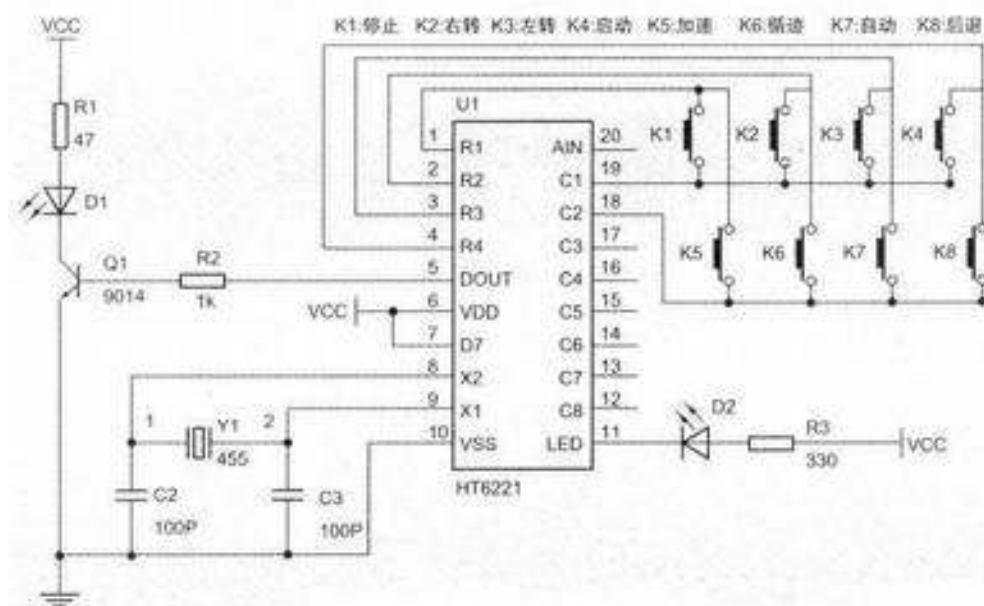 K1:停止 K2:右转 K3:左转 K4:启动 K5:加速 K6:循迹 K7:自动 K8:后退
VCC
R1
47
D1
Q1
9014
R2
1k
VCC
U1
1 R1 AIN 20
2 R2 C1 19
3 R3 C2 18
4 R4 C3 17
5 DOUT C4 16
6 VDD C5 15
7 D7 C6 14
8 X2 C7 13
9 X1 C8 12
10 VSS LED 11
HT6221
K1 K2 K3 K4
K5 K6 K7 K8
1 Y1 2
455
C2
100P
C3
100P
D2
R3
330
VCC